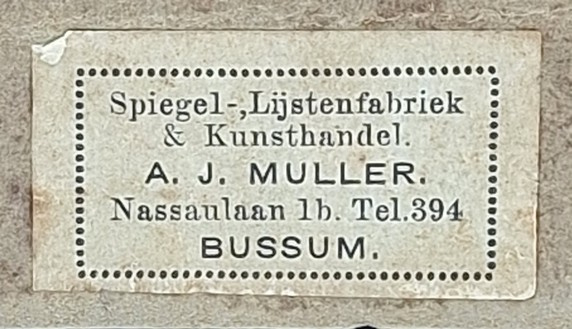 Spiegel-,Lijstenfabriek
& Kunsthandel.
A. J. MULLER.
Nassaulaan 1b. Tel.394
BUSSUM.